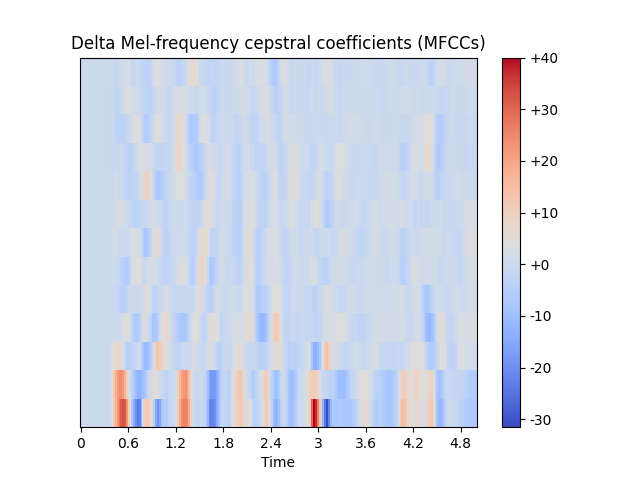 Delta Mel-frequency cepstral coefficients (MFCCs)
+40
+30
+20
+10
+0
-10
-20
-30
0 0.6 1.2 1.8 2.4 3 3.6 4.2 4.8
Time